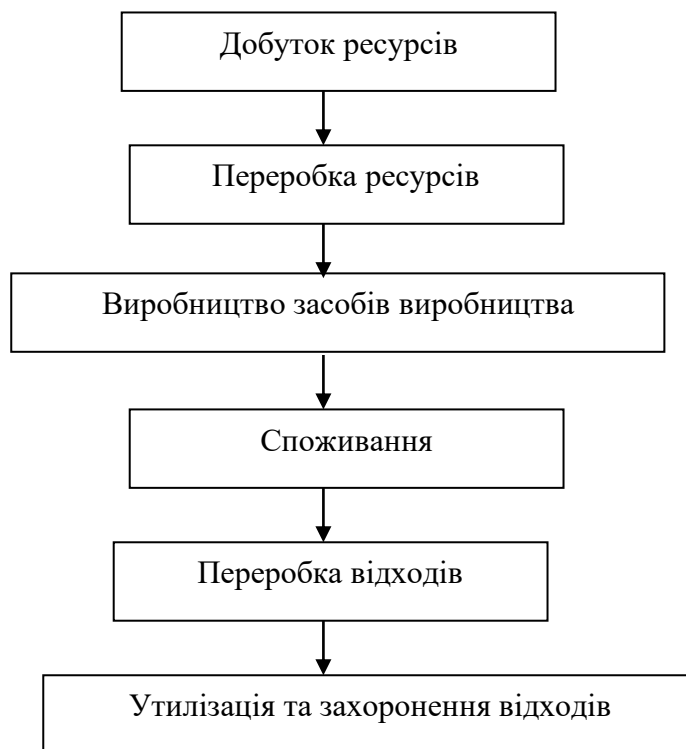 Добуток ресурсів
Переробка ресурсів
Виробництво засобів виробництва
Споживання
Переробка відходів
Утилізація та захоронення відходів